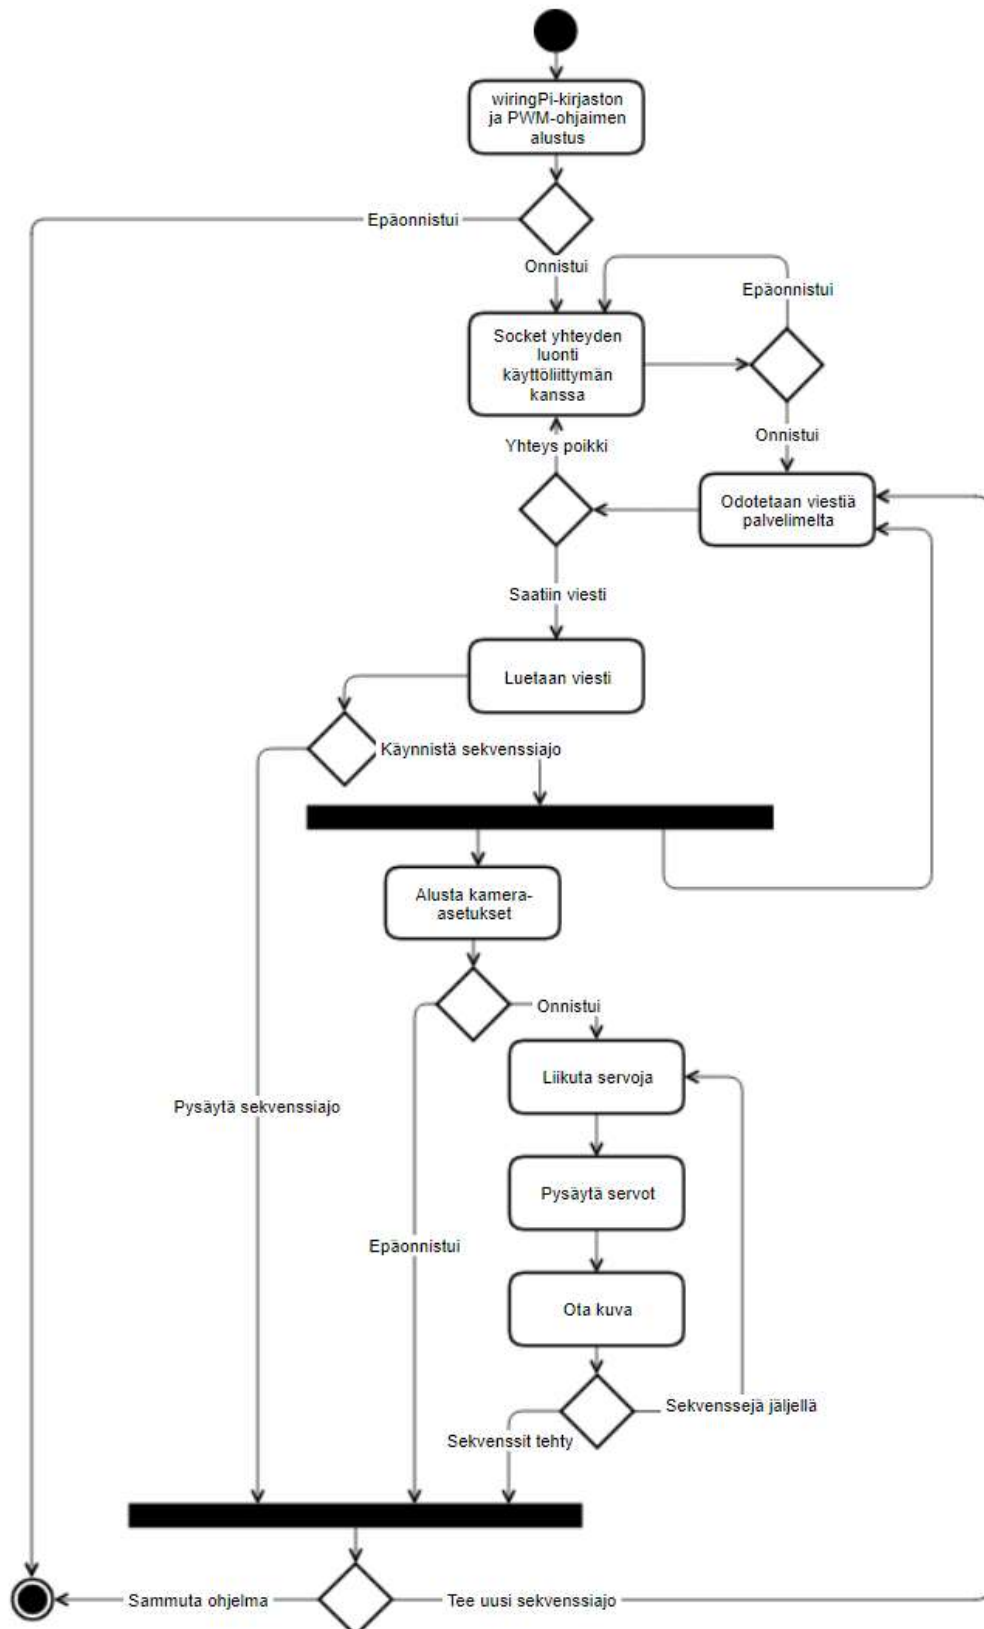 wiringPi-kirjaston
ja PWM-ohjaimen
alustus
Epäonnistui
Onnistui
Epäonnistui
Socket yhteyden
luonti
käyttöliittymän
kanssa
Onnistui
Yhteys poikki
Odotetaan viestiä
palvelimelta
Saatiin viesti
Luetaan viesti
Käynnistä sekvenssiajo
Alusta kamera-
asetukset
Onnistui
Liikuta servoja
Pysäytä sekvenssiajo
Pysäytä servot
Epäonnistui
Ota kuva
Sekvenssejä jäljellä
Sekvenssit tehty
Sammuta ohjelma
Tee uusi sekvenssiajo